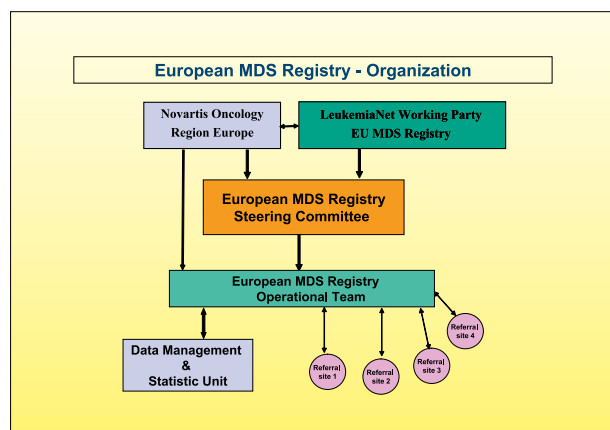 European MDS Registry - Organization
Novartis Oncology
Region Europe
LeukemiaNet Working Party
EU MDS Registry
European MDS Registry
Steering Committee
European MDS Registry
Operational Team
Data Management
&
Statistic Unit
Referral
site 1
Referral
site 2
Referral
site 3
Referral
site 4